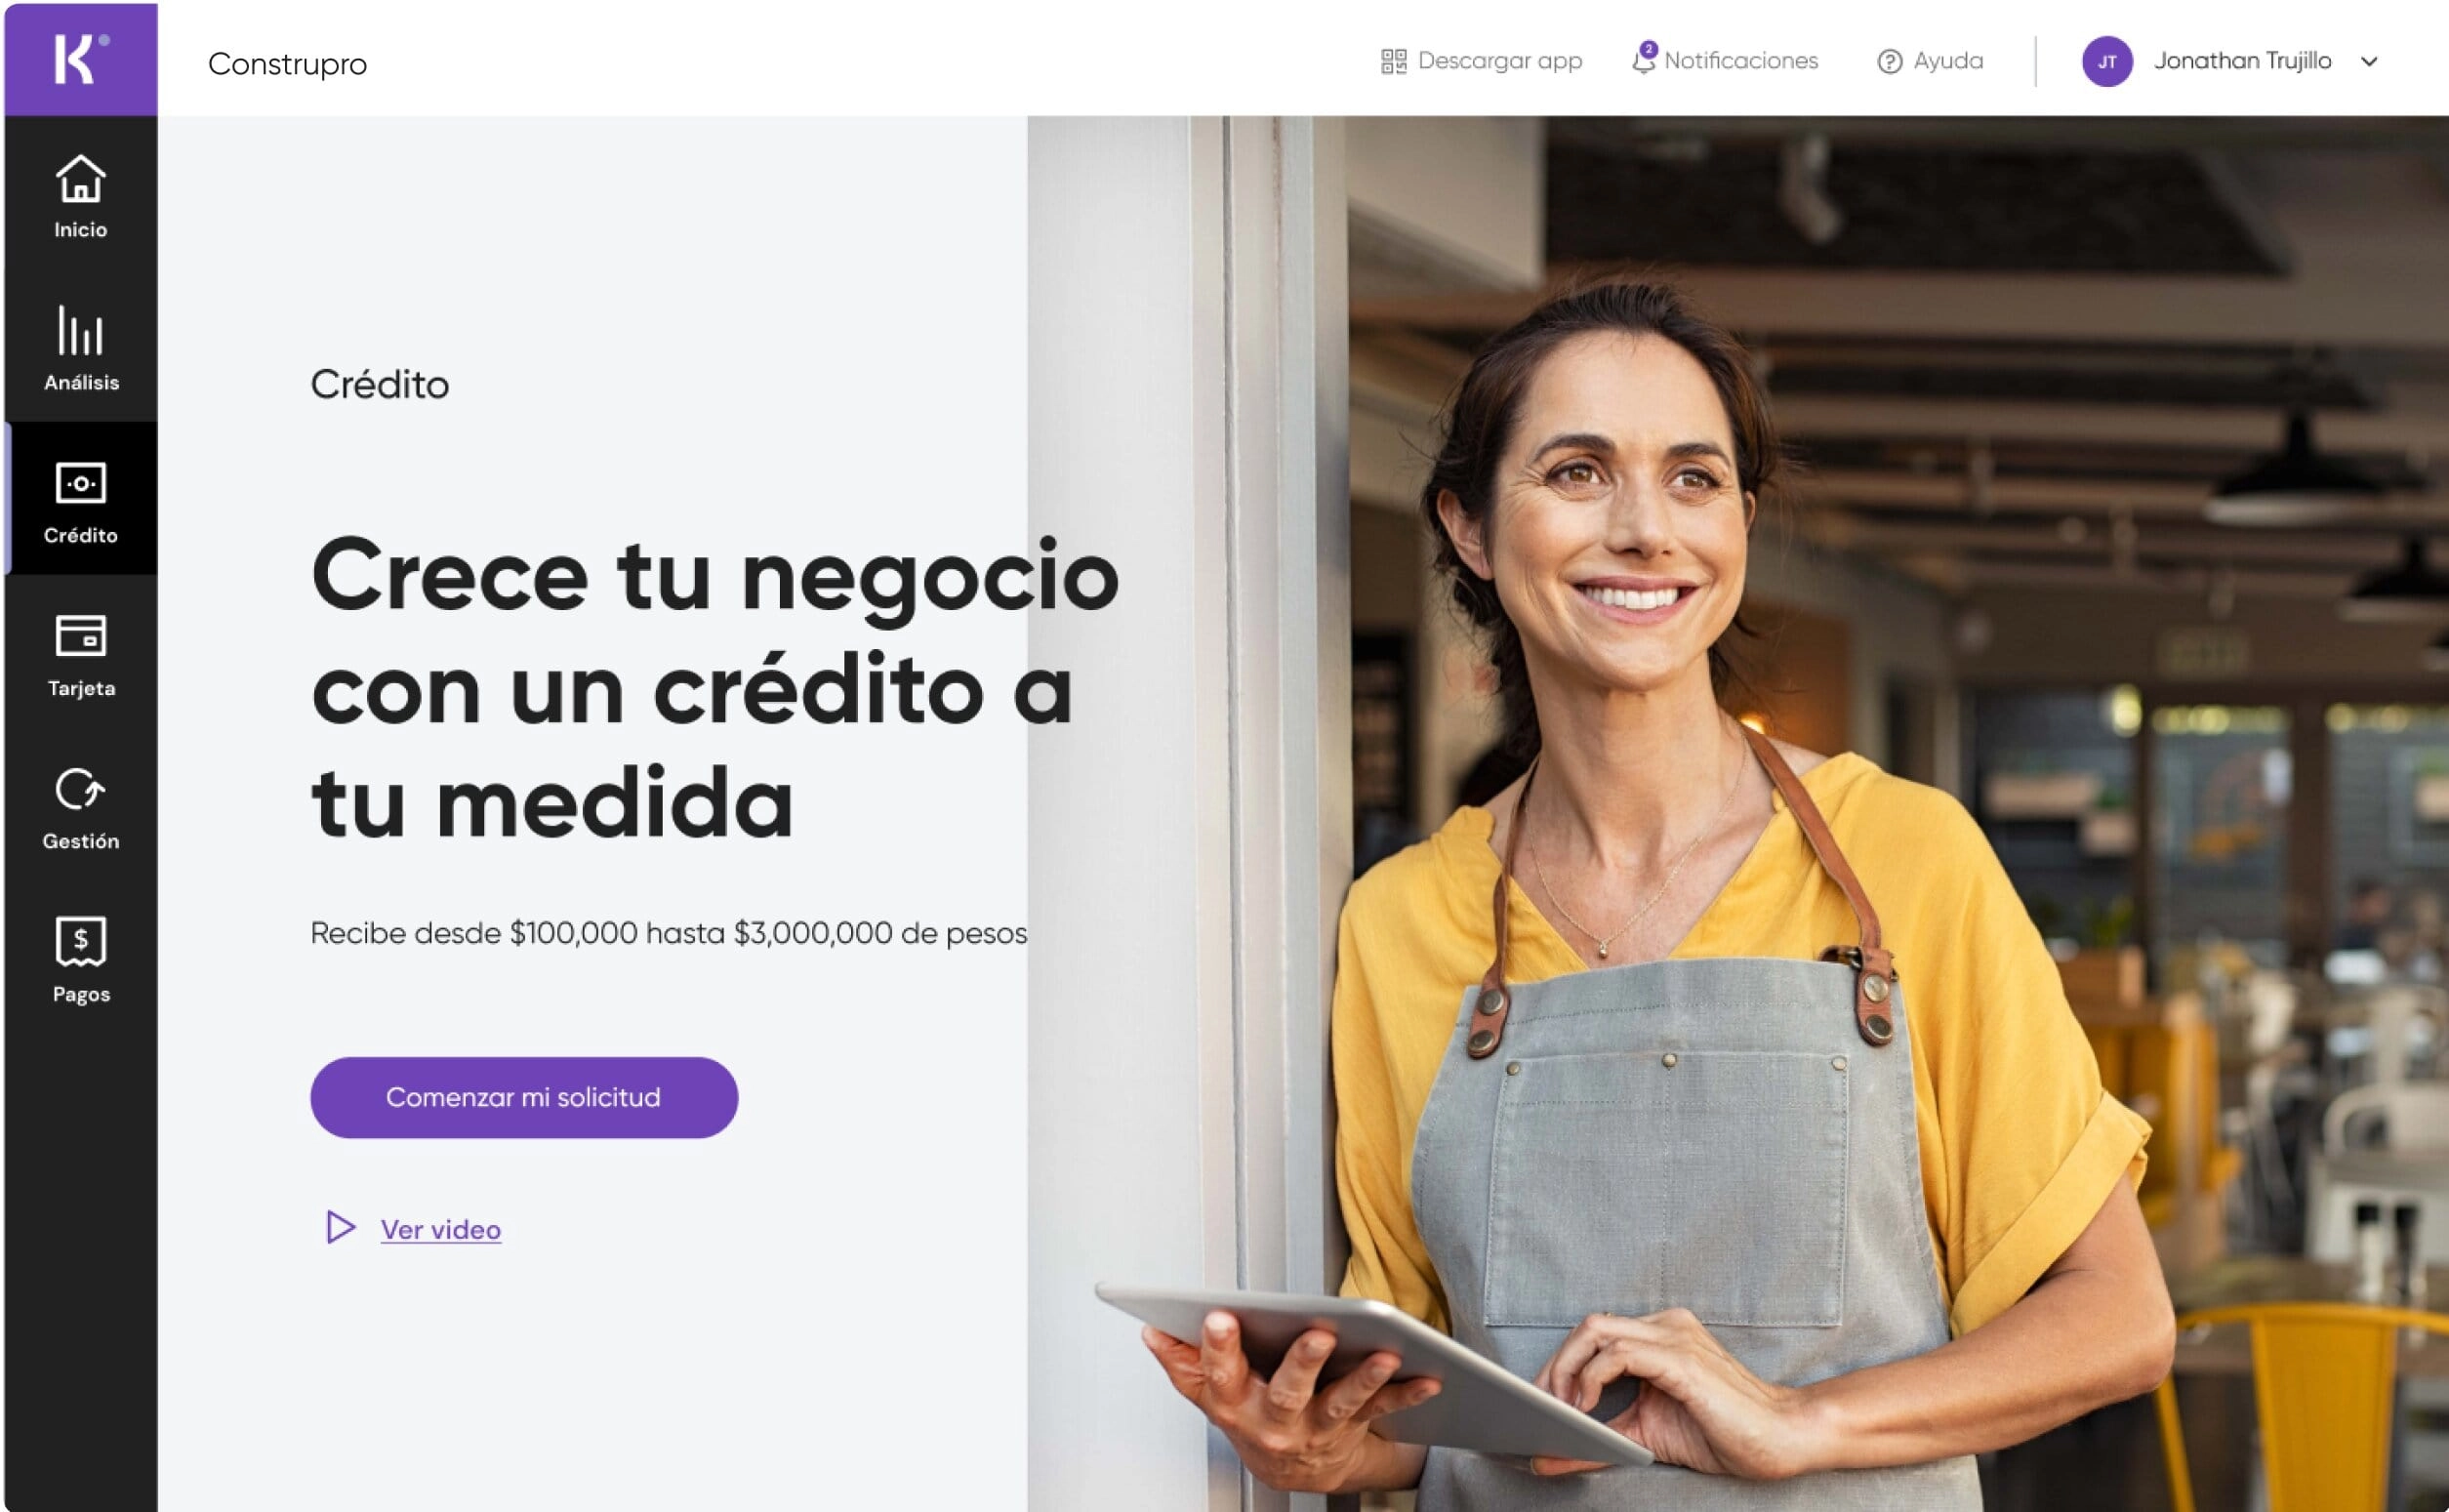 K
Construpro
Descargar app
2
Notificaciones
Ayuda
JT
Jonathan Trujillo
Inicio
Análisis
Crédito
Tarjeta
Gestión
$
Pagos
Crédito
Crece tu negocio
con un crédito a
tu medida
Recibe desde $100,000 hasta $3,000,000 de pesos
Comenzar mi solicitud
Ver video